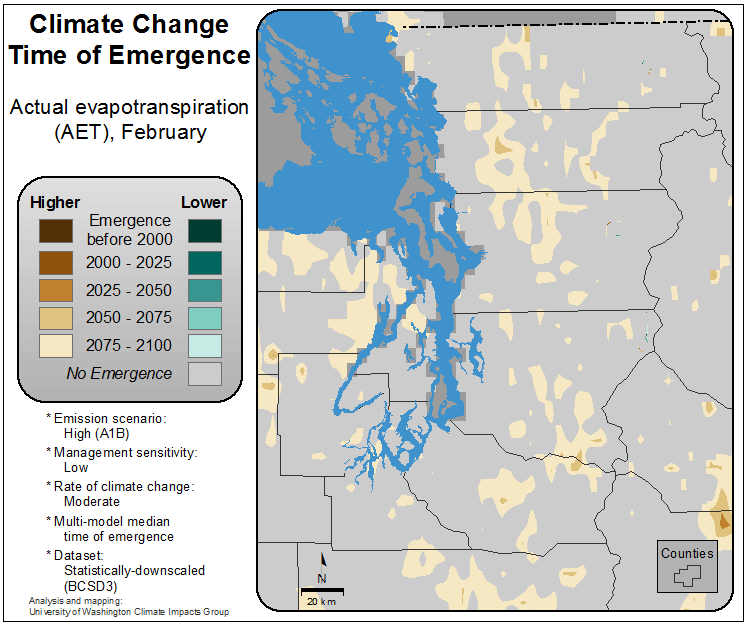 Climate Change
Time of Emergence
Actual evapotranspiration
(AET), February
Higher
Lower
Emergence
before 2000
2000 - 2025
2025 - 2050
2050 - 2075
2075 - 2100
No Emergence
* Emission scenario:
High (A1B)
* Management sensitivity:
Low
* Rate of climate change:
Moderate
* Multi-model median
time of emergence
* Dataset:
Statistically-downscaled
(BCSD3)
Analysis and mapping:
University of Washington Climate Impacts Group
N
20 km
Counties